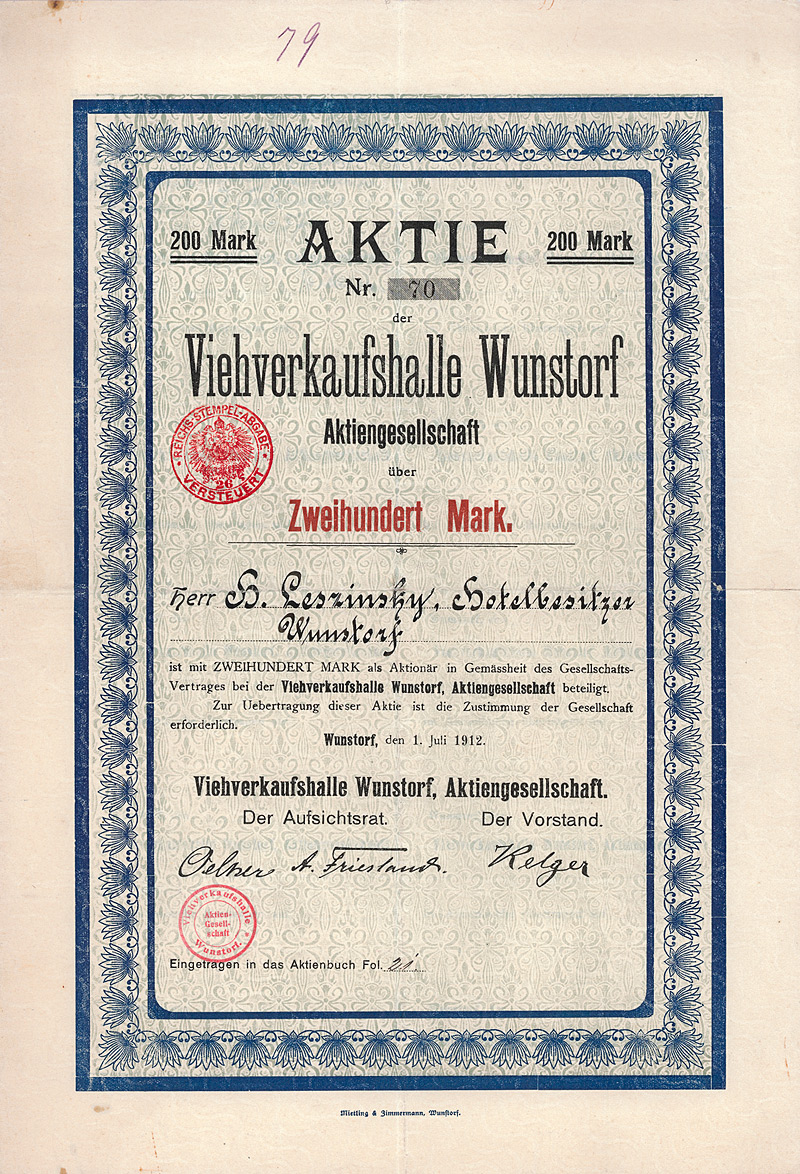 79
200 Mark AKTIE 200 Mark
Nr. 70
der
Viehverkaufshalle Wunstorf
Aktiengesellschaft
REICHS-STEMPEL-ABGABE
26
VERSTEUERT
über
Zweihundert Mark.
Herr H. Leszinsky, Hotelbesitzer
Wunstorf
ist mit ZWEIHUNDERT MARK als Aktionär in Gemässheit des Gesellschafts-
Vertrages bei der Viehverkaufshalle Wunstorf, Aktiengesellschaft beteiligt.
Zur Uebertragung dieser Aktie ist die Zustimmung der Gesellschaft
erforderlich.
Wunstorf, den 1. Juli 1912.
Viehverkaufshalle Wunstorf, Aktiengesellschaft.
Der Aufsichtsrat. Der Vorstand.
Oelkers A. Friesland. Kelger
Viehverkaufshalle
Aktien-
Gesell-
schaft
Wunstorf.
Eingetragen in das Aktienbuch Fol. 21
Mietling & Zimmermann, Wunstorf.